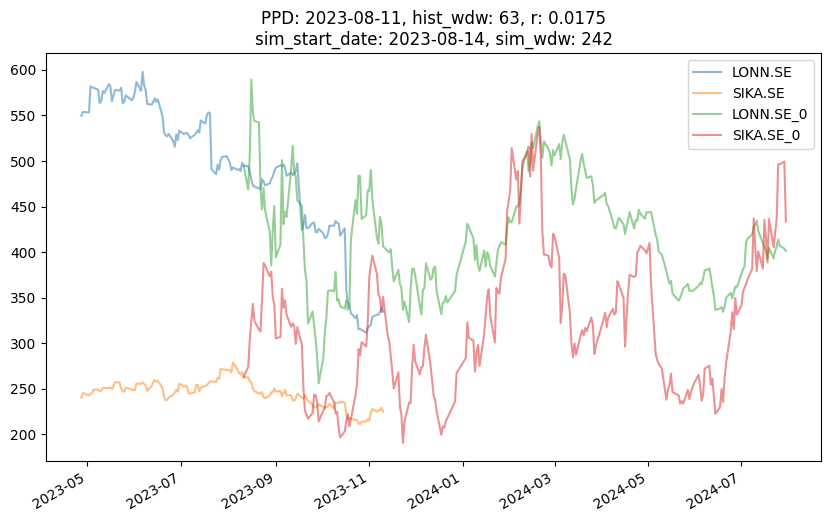 PPD: 2023-08-11, hist_wdw: 63, r: 0.0175
sim_start_date: 2023-08-14, sim_wdw: 242
LONN.SE
SIKA.SE
LONN.SE_0
SIKA.SE_0
600
550
500
450
400
350
300
250
200
2023-05
2023-07
2023-09
2023-11
2024-01
2024-03
2024-05
2024-07